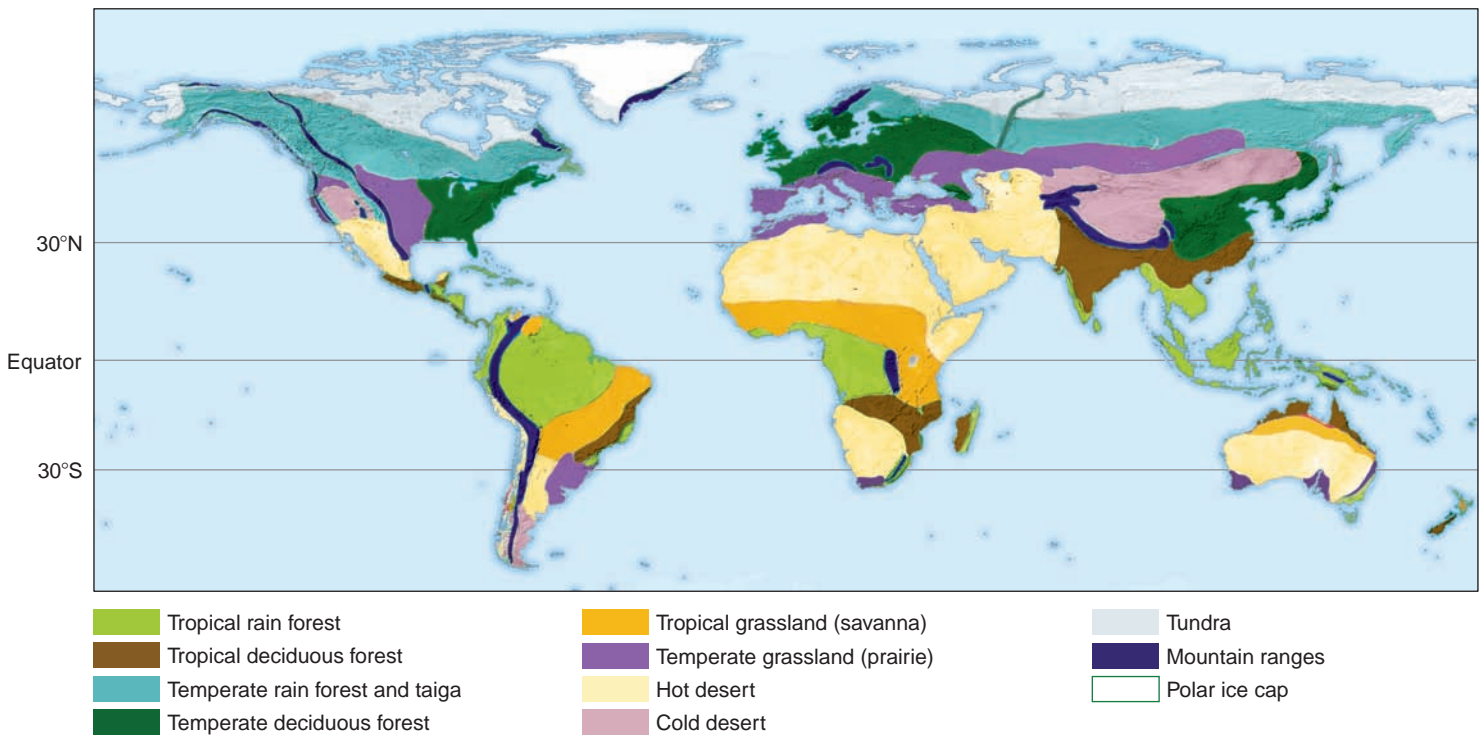 30°N
Equator
30°S
Tropical rain forest
Tropical deciduous forest
Temperate rain forest and taiga
Temperate deciduous forest
Tropical grassland (savanna)
Temperate grassland (prairie)
Hot desert
Cold desert
Tundra
Mountain ranges
Polar ice cap